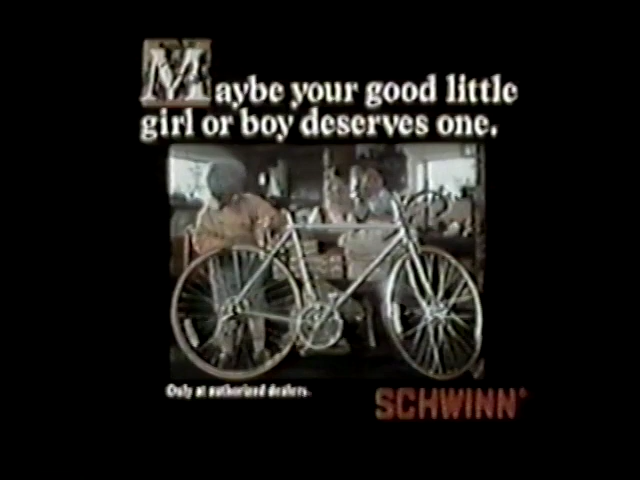 Maybe your good little
girl or boy deserves one.
Only at authorized dealers.
SCHWINN®